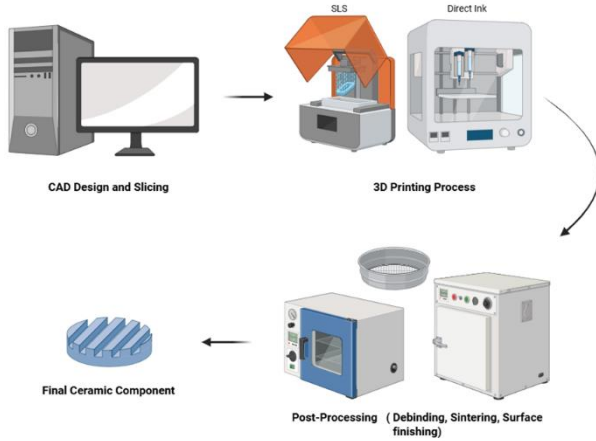 SLS
Direct Ink
CAD Design and Slicing
3D Printing Process
Final Ceramic Component
Post-Processing ( Debinding, Sintering, Surface
finishing)